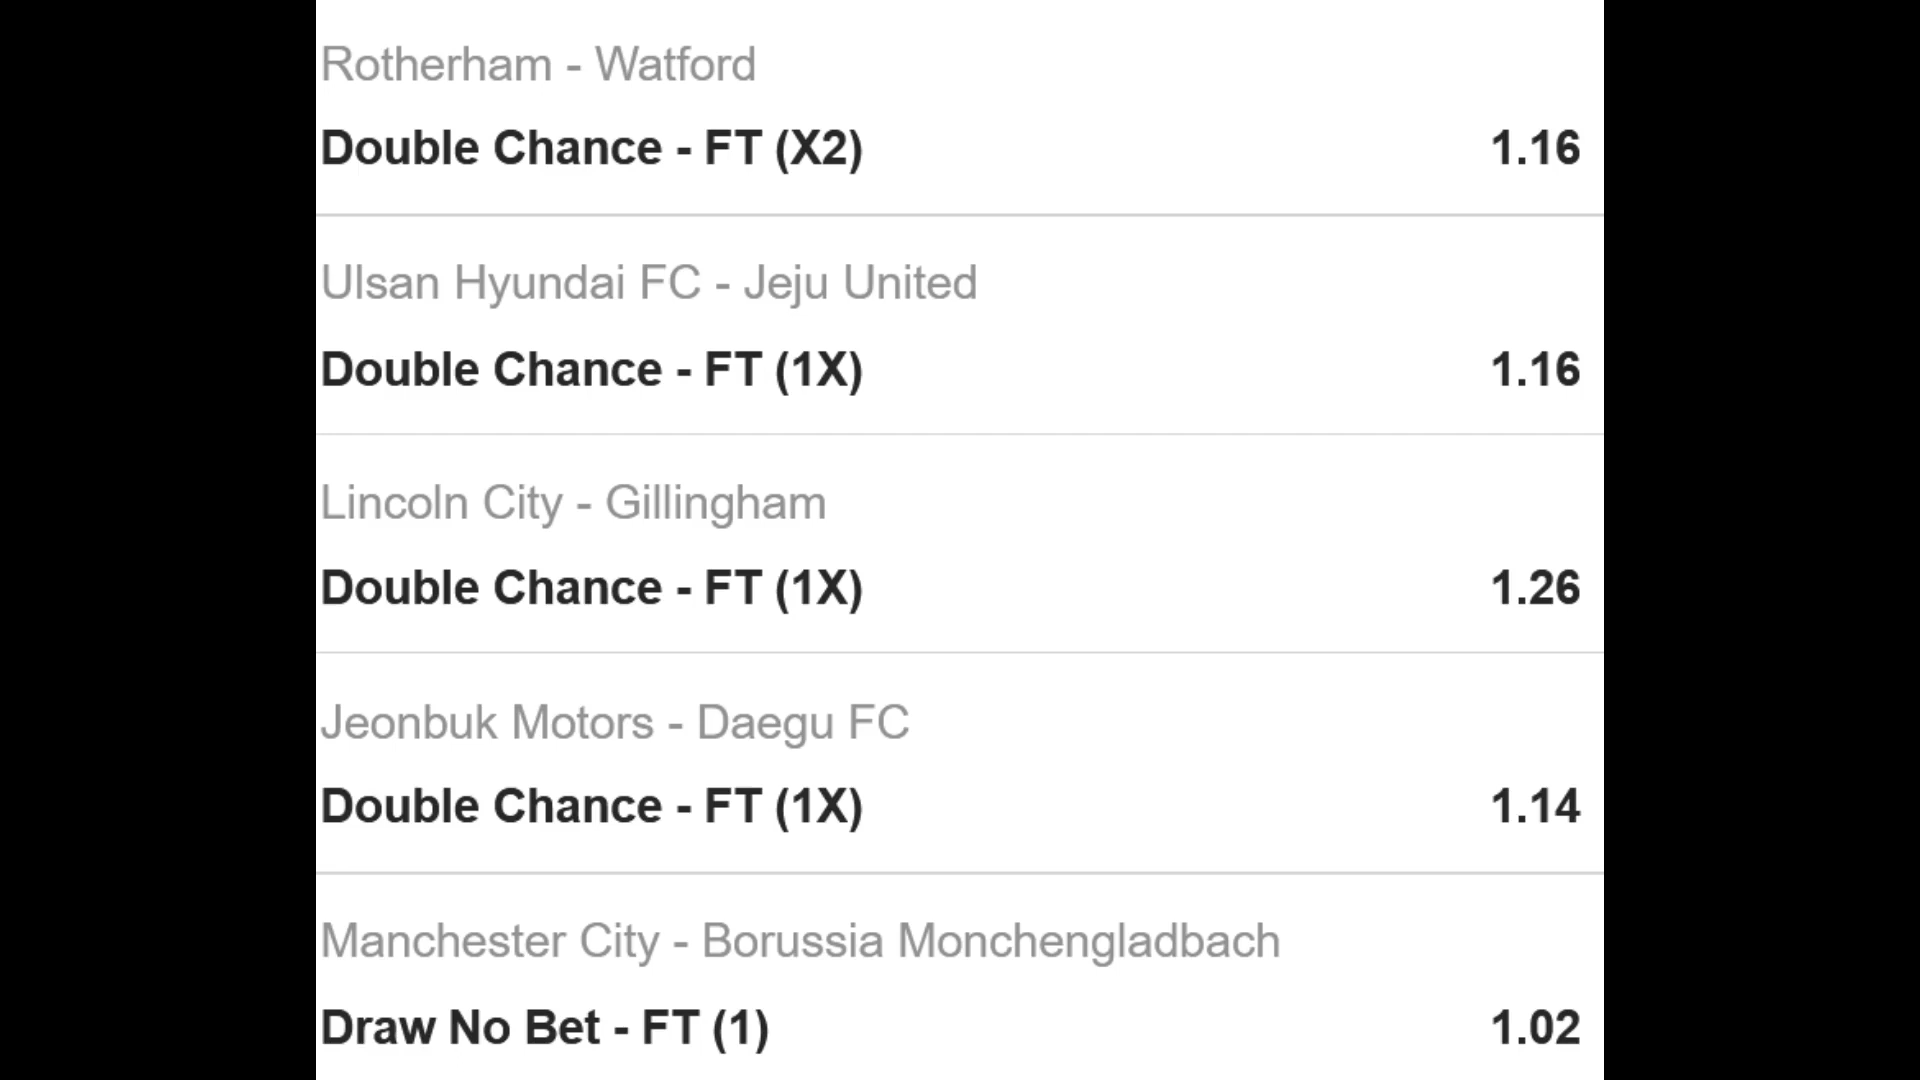 Rotherham - Watford
Double Chance - FT (X2) 1.16
Ulsan Hyundai FC - Jeju United
Double Chance - FT (1X) 1.16
Lincoln City - Gillingham
Double Chance - FT (1X) 1.26
Jeonbuk Motors - Daegu FC
Double Chance - FT (1X) 1.14
Manchester City - Borussia Monchengladbach
Draw No Bet - FT (1) 1.02